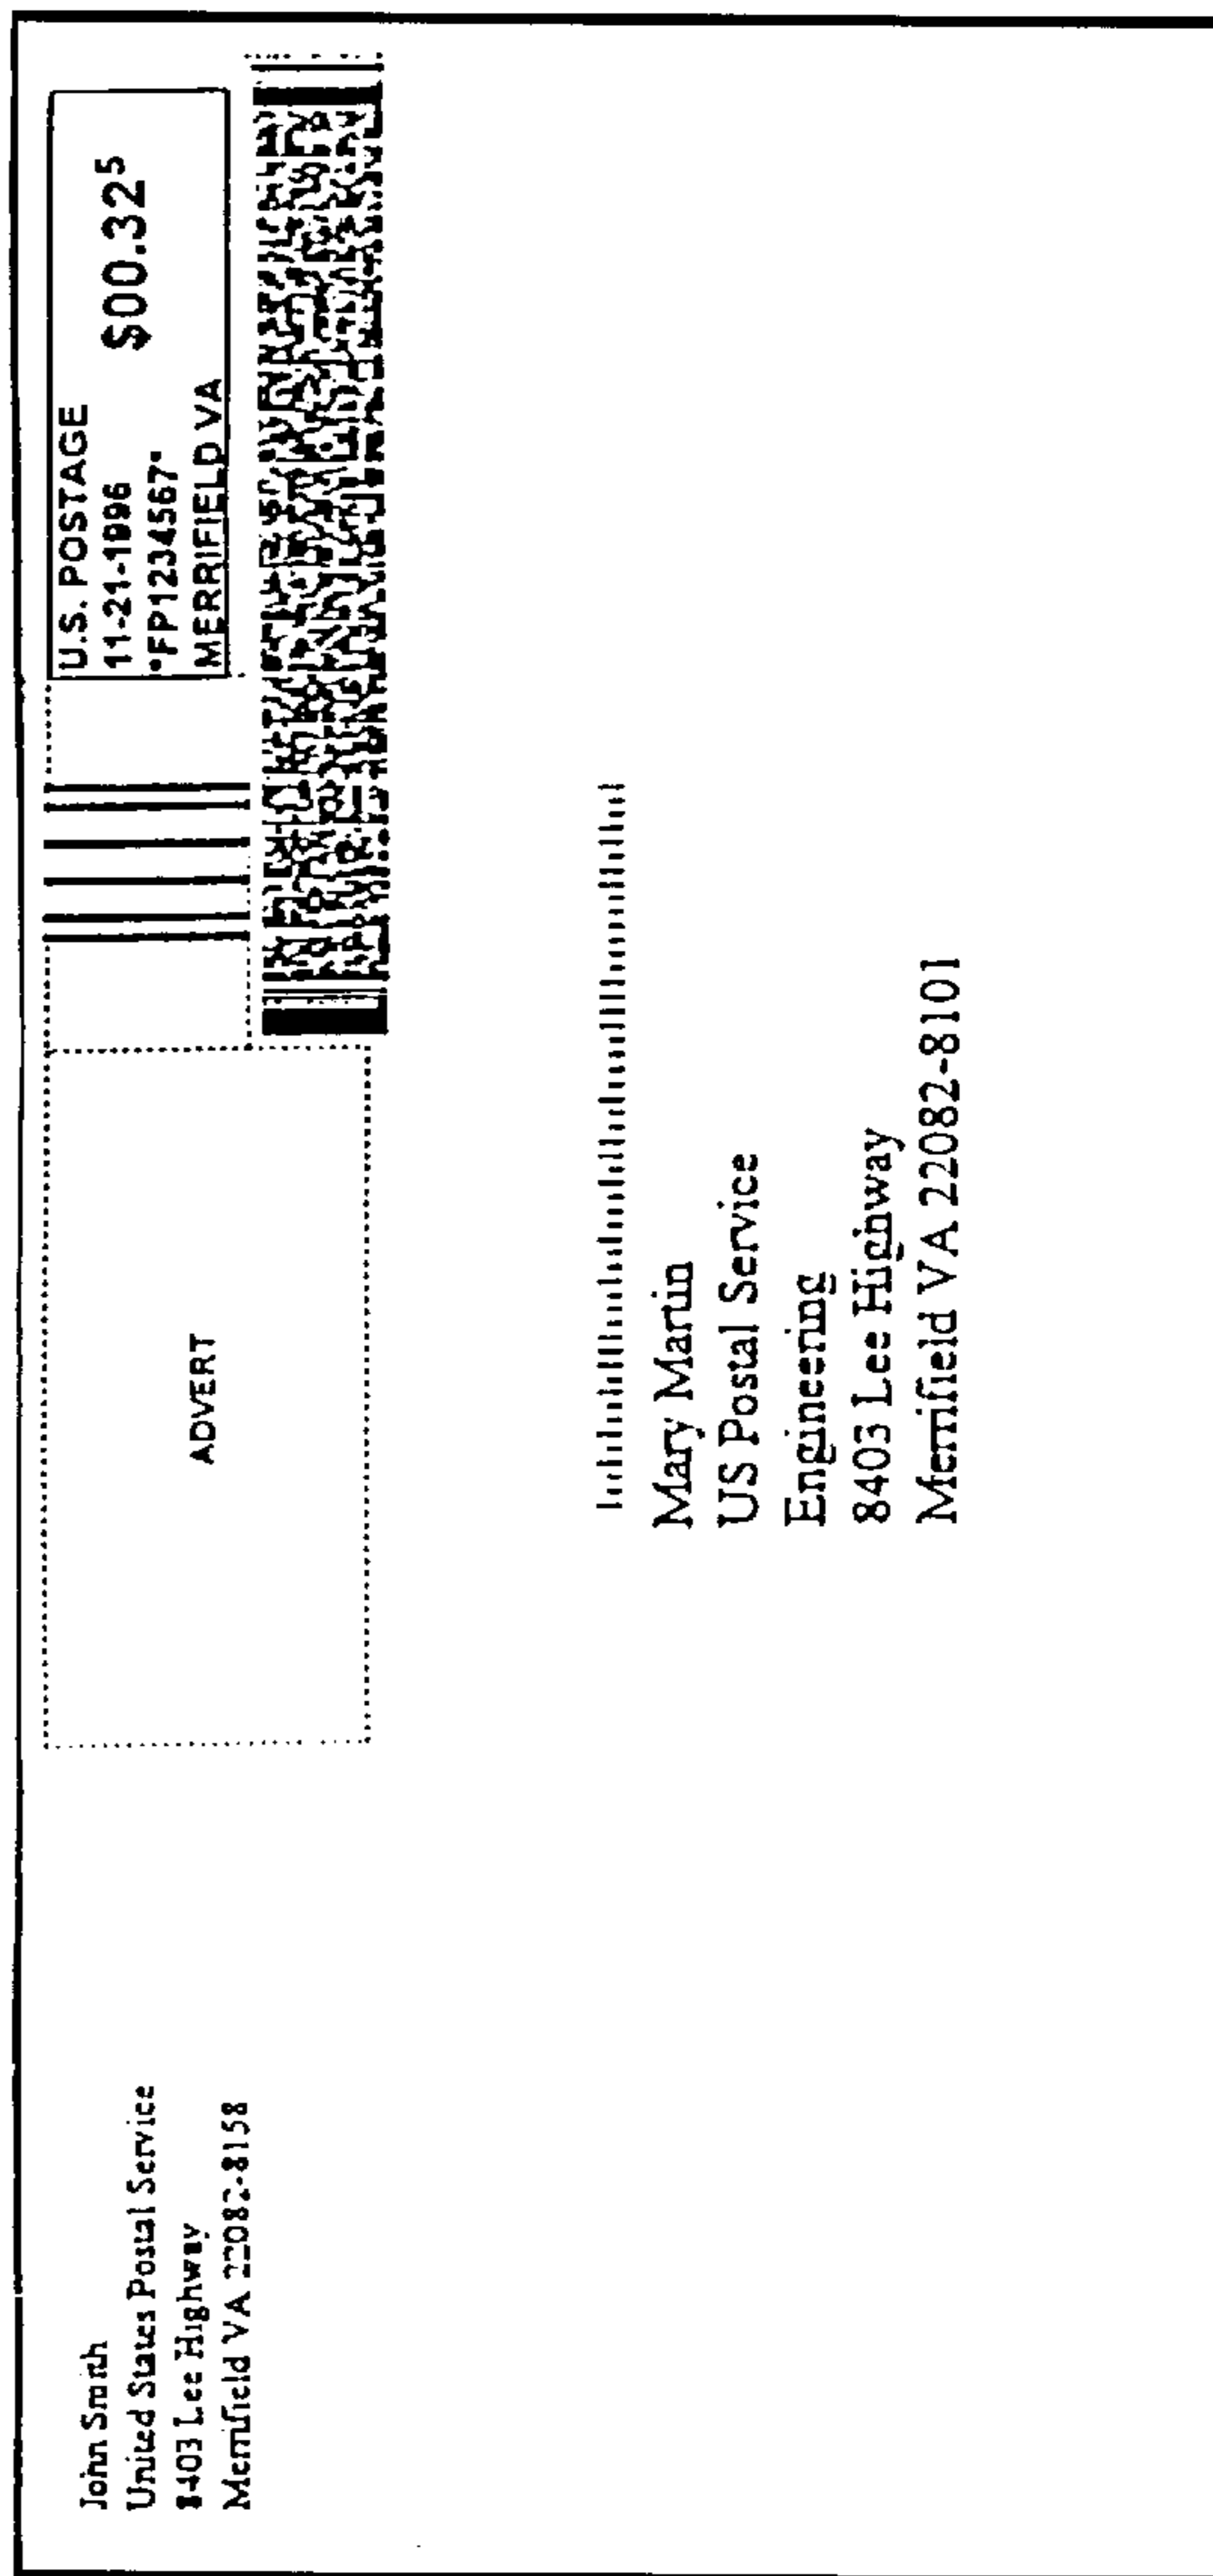 John Smith
United States Postal Service
8403 Lee Highway
Merrifield VA 22082-8158
ADVERT
U.S. POSTAGE
11-21-1996
$00.32⁵
*FP1234567*
MERRIFIELD VA
Mary Martin
US Postal Service
Engineering
8403 Lee Highway
Merrifield VA 22082-8101